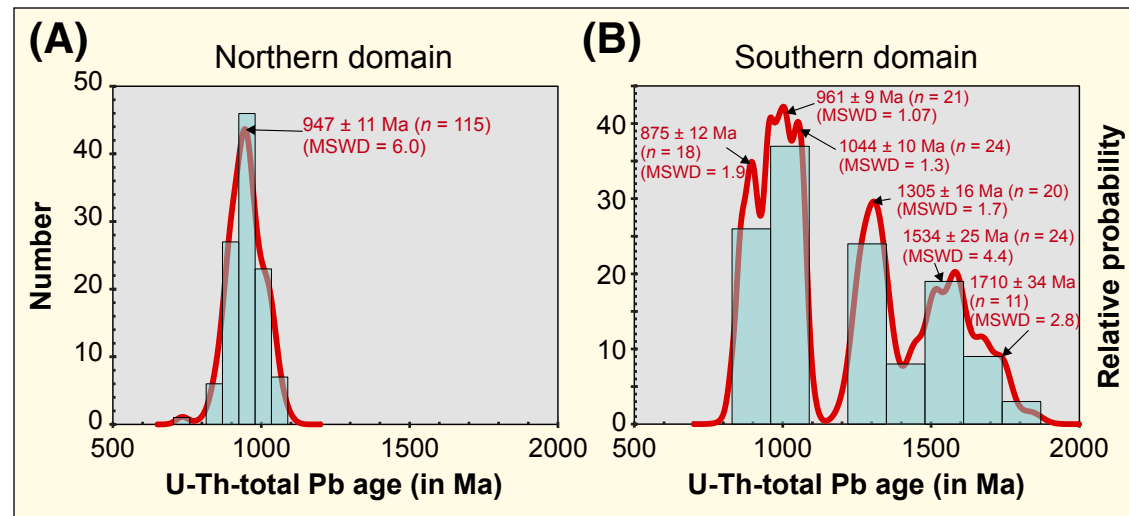 (A)
Northern domain
50
40
30
20
10
0
Number
947 ± 11 Ma (n = 115)
(MSWD = 6.0)
500
1000
1500
2000
U-Th-total Pb age (in Ma)
(B)
Southern domain
40
30
20
10
0
875 ± 12 Ma
(n = 18)
(MSWD = 1.9
961 ± 9 Ma (n = 21)
(MSWD = 1.07)
1044 ± 10 Ma (n = 24)
(MSWD = 1.3)
1305 ± 16 Ma (n = 20)
(MSWD = 1.7)
1534 ± 25 Ma (n = 24)
(MSWD = 4.4)
1710 ± 34 Ma
(n = 11)
(MSWD = 2.8)
Relative probability
500
1000
1500
2000
U-Th-total Pb age (in Ma)